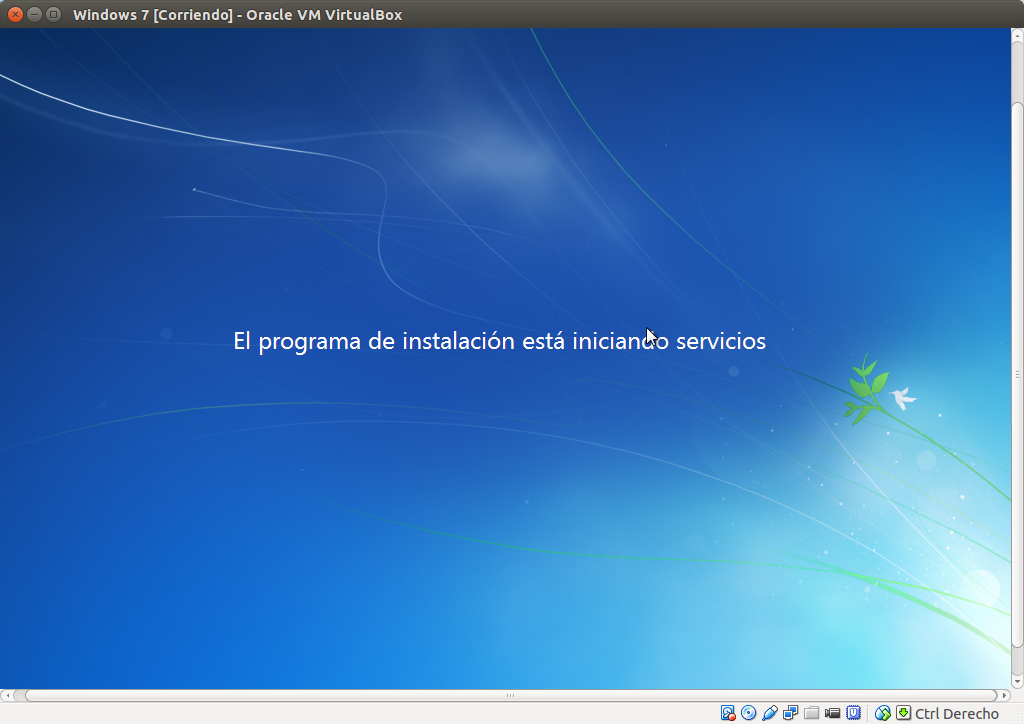 Windows 7 [Corriendo] - Oracle VM VirtualBox
El programa de instalación está iniciando servicios
Ctrl Derecho